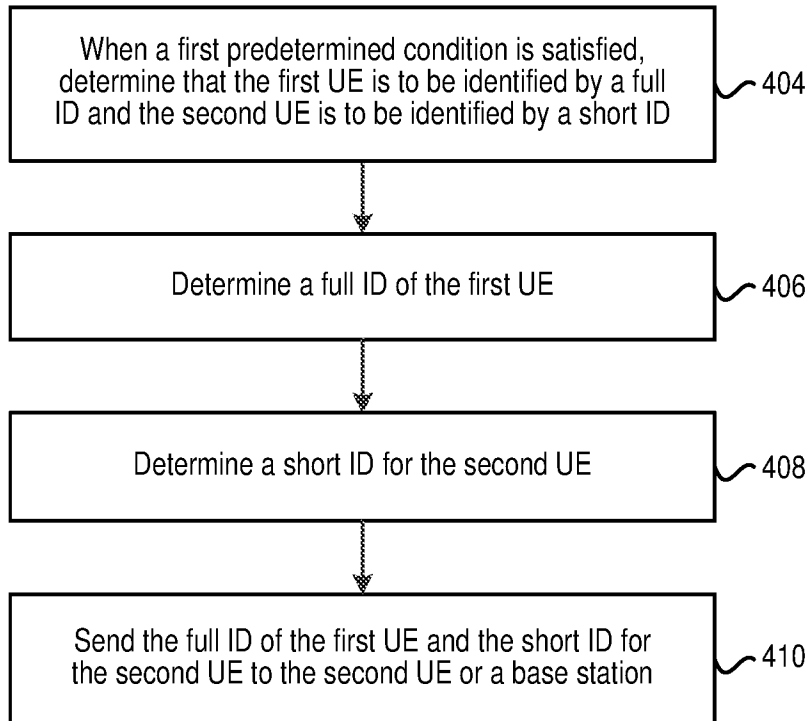 When a first predetermined condition is satisfied,
determine that the first UE is to be identified by a full
ID and the second UE is to be identified by a short ID
404
Determine a full ID of the first UE
406
Determine a short ID for the second UE
408
Send the full ID of the first UE and the short ID for
the second UE to the second UE or a base station
410